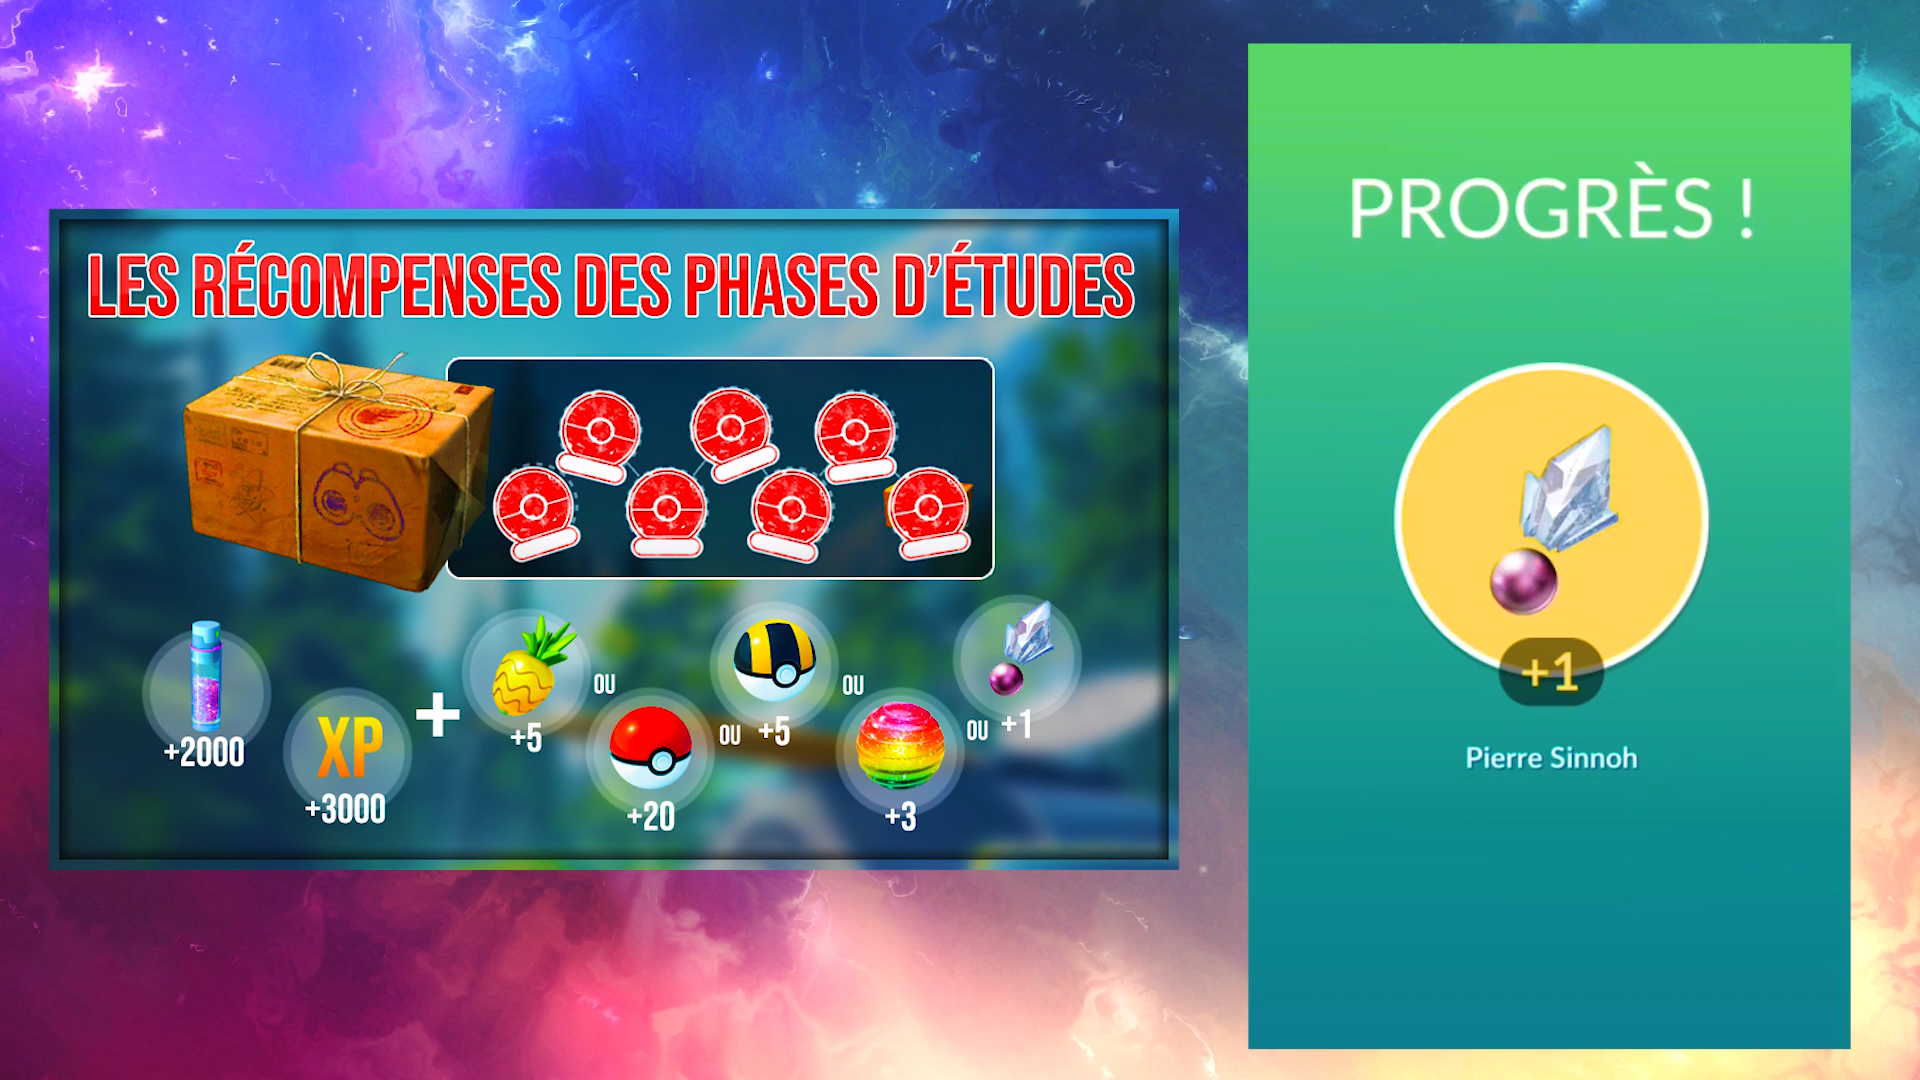 LES RÉCOMPENSES DES PHASES D'ÉTUDES
+2000
XP
+3000
+
+5
OU
+20
OU
+5
OU
+3
OU
+1
PROGRÈS !
+1
Pierre Sinnoh